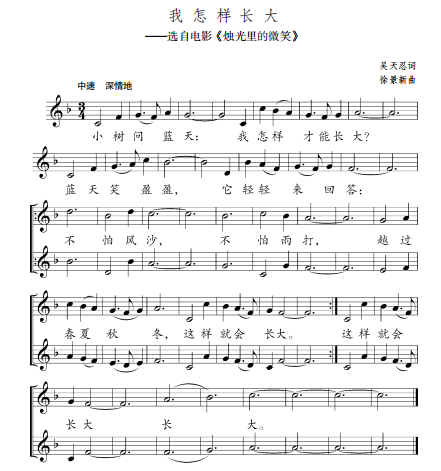 我怎样长大
——选自电影《烛光里的微笑》
吴天忍词
徐景新曲
中速 深情地
3
4
小树问蓝天：我怎样才能长大？
蓝天笑盈盈，它轻轻来回答：
不怕风沙，不怕雨打，越过
春夏秋冬，这样就会长大。这样就会
长大长大。